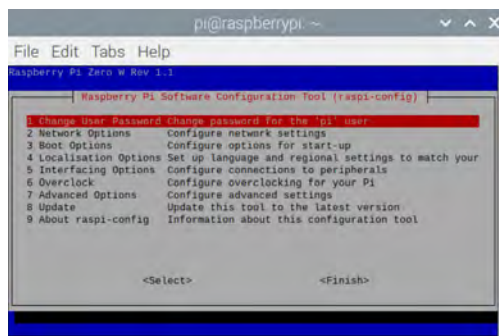 pi@raspberrypi: ~
File Edit Tabs Help
Raspberry Pi Zero W Rev 1.1
Raspberry Pi Software Configuration Tool (raspi-config)
1 Change User Password Change password for the 'pi' user
2 Network Options Configure network settings
3 Boot Options Configure options for start-up
4 Localisation Options Set up language and regional settings to match your
5 Interfacing Options Configure connections to peripherals
6 Overclock Configure overclocking for your Pi
7 Advanced Options Configure advanced settings
8 Update Update this tool to the latest version
9 About raspi-config Information about this configuration tool
<Select> <Finish>